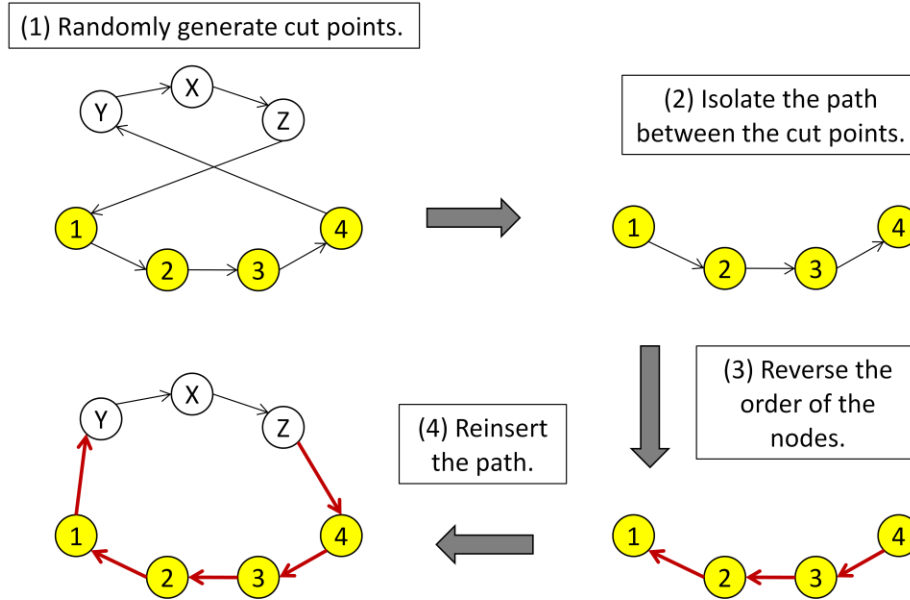 (1) Randomly generate cut points.
X
Y
Z
1
4
2
3
(2) Isolate the path
between the cut points.
1
4
2
3
(3) Reverse the
order of the
nodes.
1
4
2
3
(4) Reinsert
the path.
X
Y
Z
1
4
2
3